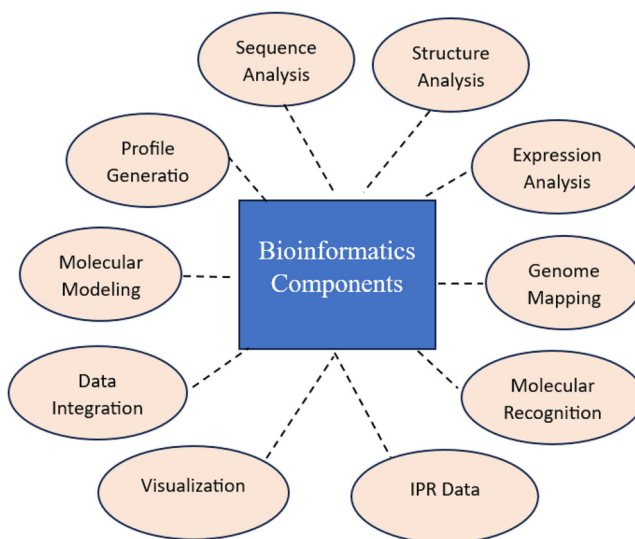 Sequence
Analysis
Structure
Analysis
Profile
Generatio
Expression
Analysis
Bioinformatics
Components
Molecular
Modeling
Genome
Mapping
Data
Integration
Molecular
Recognition
Visualization
IPR Data